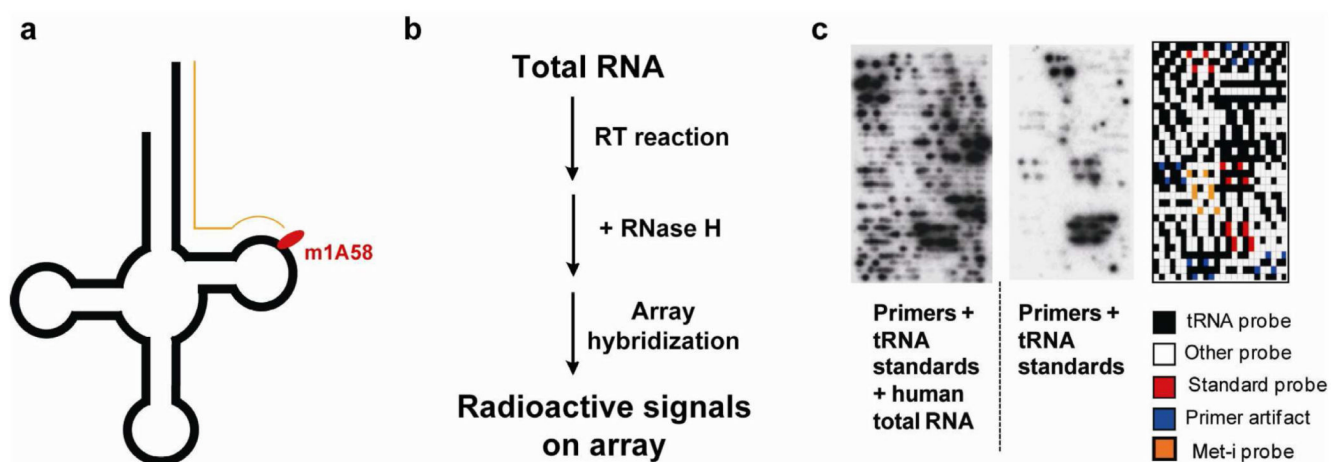 a
m1A58
b
Total RNA
RT reaction
+ RNase H
Array
hybridization
Radioactive signals
on array
c
Primers +
tRNA
standards
+ human
total RNA
Primers +
tRNA
standards
tRNA probe
Other probe
Standard probe
Primer artifact
Met-i probe